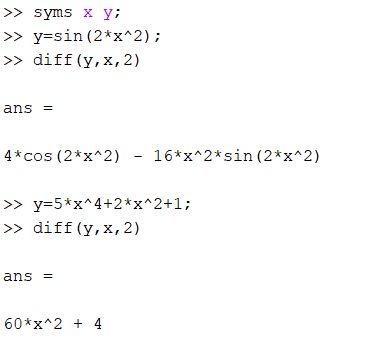 >> syms x y;
>> y=sin(2*x^2);
>> diff(y,x,2)
ans =
4*cos(2*x^2) - 16*x^2*sin(2*x^2)
>> y=5*x^4+2*x^2+1;
>> diff(y,x,2)
ans =
60*x^2 + 4